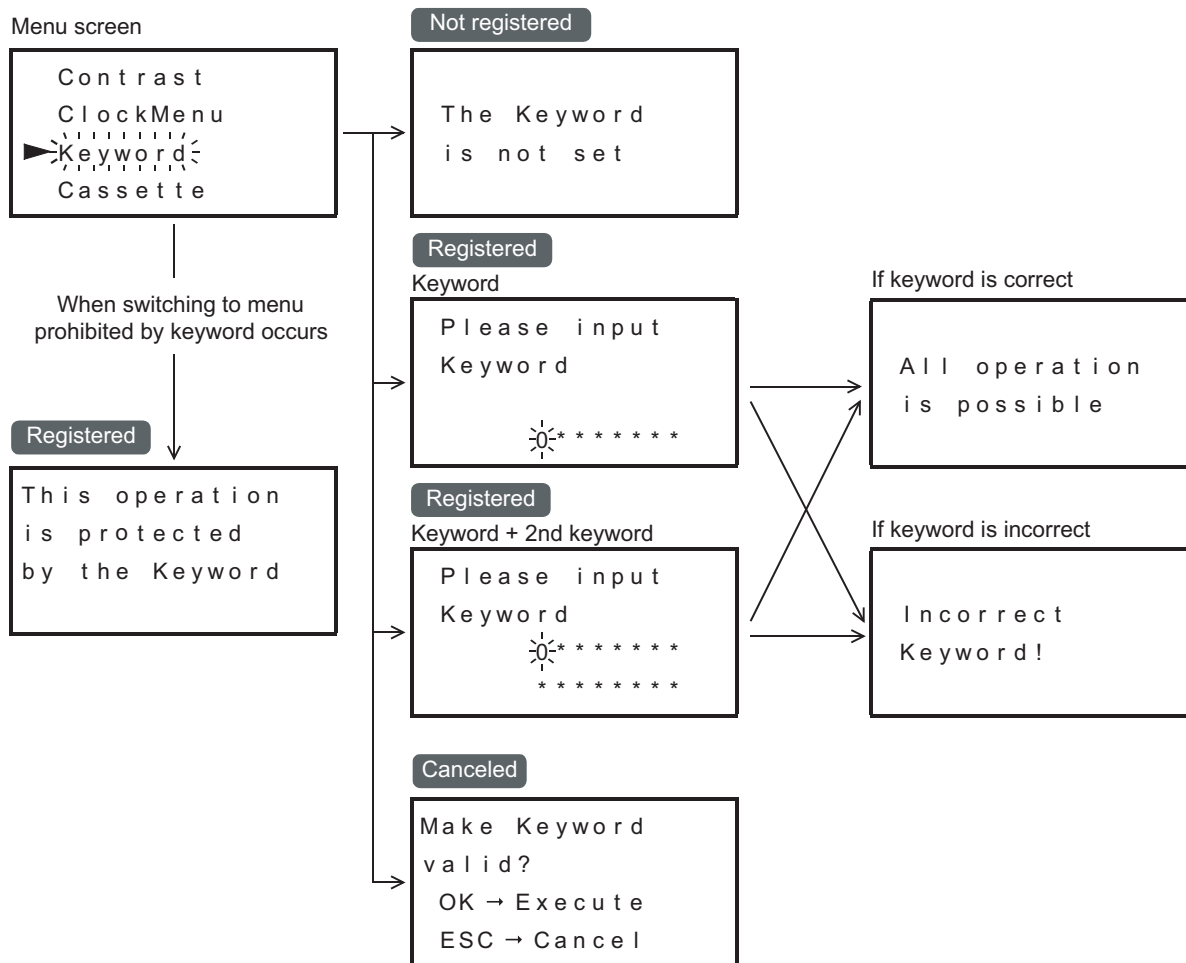 Menu screen
Contrast
ClockMenu
Keyword
Cassette
When switching to menu
prohibited by keyword occurs
Registered
This operation
is protected
by the Keyword
Not registered
The Keyword
is not set
Registered
Keyword
Please input
Keyword
0*******
Registered
Keyword + 2nd keyword
Please input
Keyword
0*******
********
Canceled
Make Keyword
valid?
OK → Execute
ESC → Cancel
If keyword is correct
All operation
is possible
If keyword is incorrect
Incorrect
Keyword!